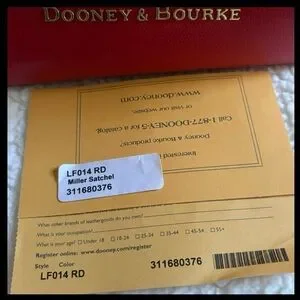 DOONEY & BOURKE
www.dooney.com
or visit our website,
Call 1-877-DOONEY-5 for a catalog,
Dooney & Bourke products?
Interested
LF014 RD
Miller Satchel
311680376
What other brands of leathergoods do you own?
What is your occupation?
What is your age? Under 18 18-24 25-34 35-44 45-54 55+
Register online: www.dooney.com/register
Style Color
LF014 RD 311680376